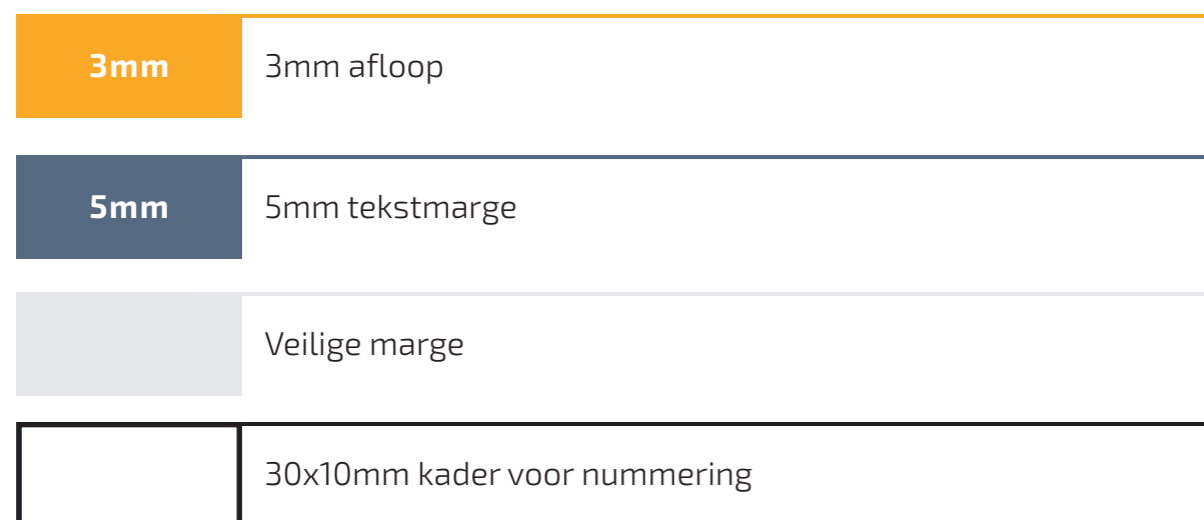 3mm 3mm afloop
5mm 5mm tekstmarge
Veilige marge
30x10mm kader voor nummering